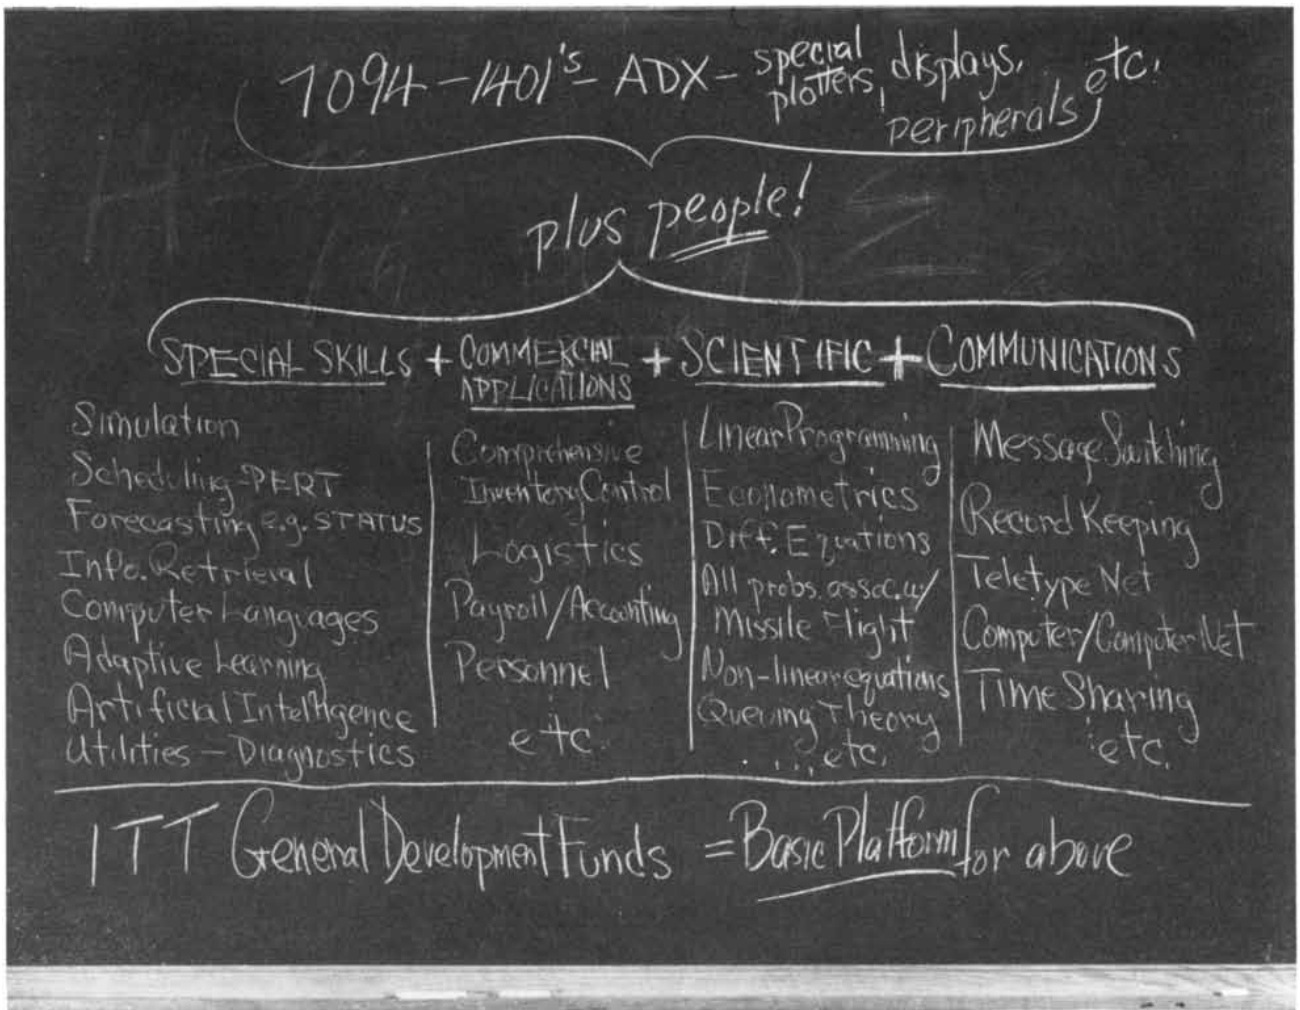 7094-1401's-ADX-special plotters, displays, peripherals, etc.
plus people!
SPECIAL SKILLS + COMMERCIAL APPLICATIONS + SCIENTIFIC + COMMUNICATIONS
Simulation
Scheduling-PERT
Forecasting e.g. STATUS
Info. Retrieval
Computer Languages
Adaptive Learning
Artificial Intelligence
Utilities - Diagnostics
Comprehensive
Inventory Control
Logistics
Payroll/Accounting
Personnel
etc.
Linear Programming
Econometrics
Diff. Equations
All probs. assoc. w/
Missile Flight
Non-linear equations
Queuing Theory
...etc.
Message Switching
Record Keeping
Teletype Net
Computer/Computer Net
Time Sharing
etc.
ITT General Development Funds = Basic Platform for above